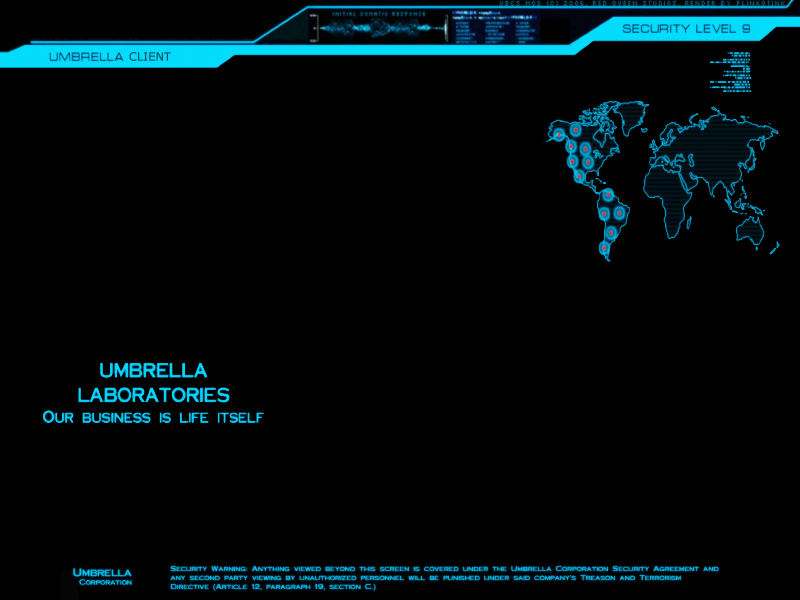 UBCS MOD (C) 2006. RED QUEEN STUDIOS. RENDER BY PLINKOTINK
INITIAL SOMATIC RESPONSE
SECURITY LEVEL 9
UMBRELLA CLIENT
UMBRELLA
LABORATORIES
OUR BUSINESS IS LIFE ITSELF
UMBRELLA
CORPORATION
SECURITY WARNING: ANYTHING VIEWED BEYOND THIS SCREEN IS COVERED UNDER THE UMBRELLA CORPORATION SECURITY AGREEMENT AND
ANY SECOND PARTY VIEWING BY UNAUTHORIZED PERSONNEL WILL BE PUNISHED UNDER SAID COMPANY'S TREASON AND TERRORISM
DIRECTIVE (ARTICLE 12, PARAGRAPH 19, SECTION C.)